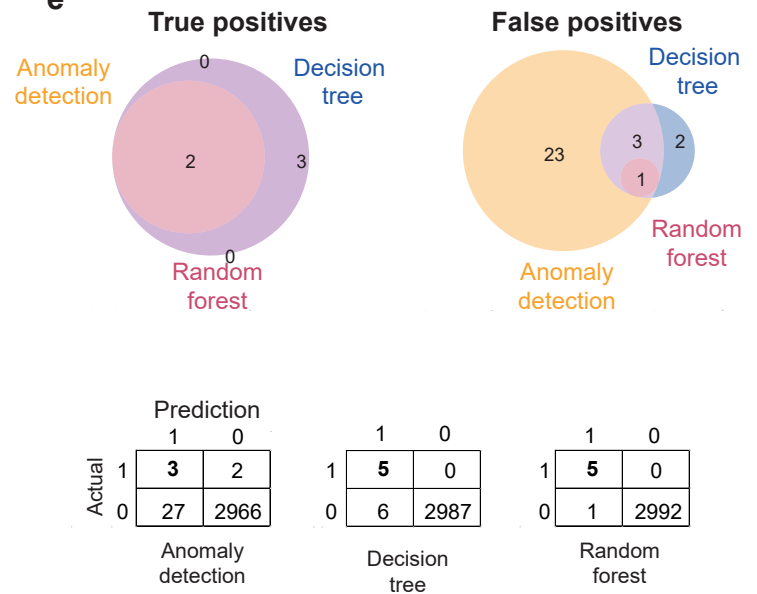 e
True positives
False positives
Anomaly
detection
Decision
tree
0
2
3
0
Random
forest
Decision
tree
23
3
2
1
Random
forest
Anomaly
detection
Prediction
1 0
Actual
1 3 2
0 27 2966
Anomaly
detection
1 0
1 5 0
0 6 2987
Decision
tree
1 0
1 5 0
0 1 2992
Random
forest